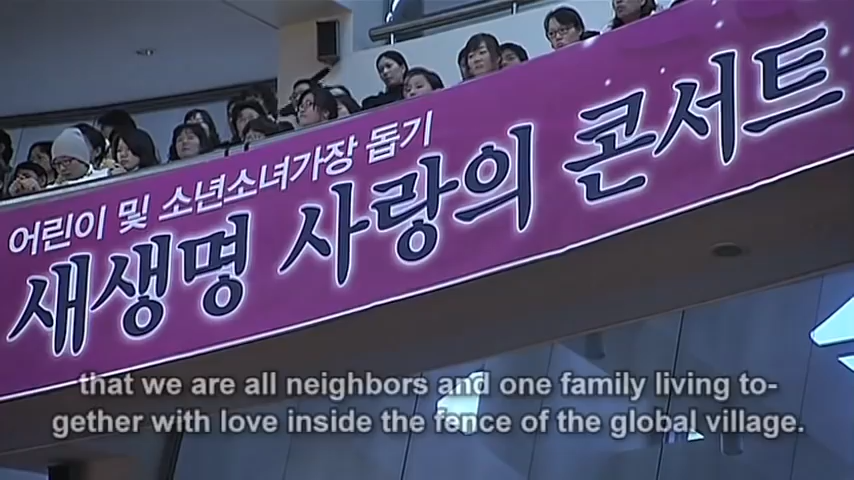 어린이 및 소년소녀가장 돕기
새생명 사랑의 콘서트
that we are all neighbors and one family living to-
gether with love inside the fence of the global village.